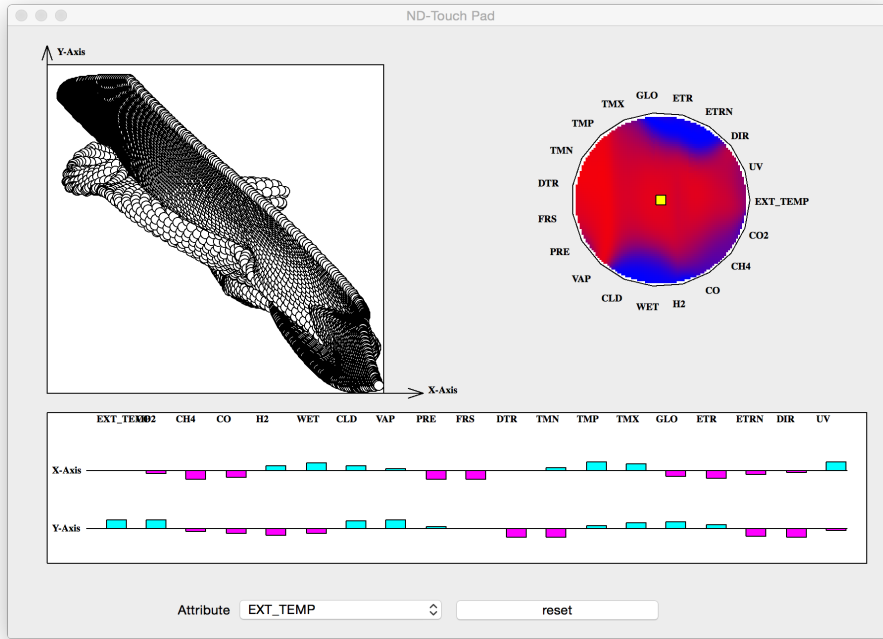 ND-Touch Pad
Y-Axis
X-Axis
GLO
ETR
TMX
ETRN
TMP
DIR
TMN
UV
DTR
EXT_TEMP
FRS
CO2
PRE
CH4
VAP
CO
CLD
H2
WET
EXT_TEMP CO2 CH4 CO H2 WET CLD VAP PRE FRS DTR TMN TMP TMX GLO ETR ETRN DIR UV
X-Axis
Y-Axis
Attribute EXT_TEMP reset